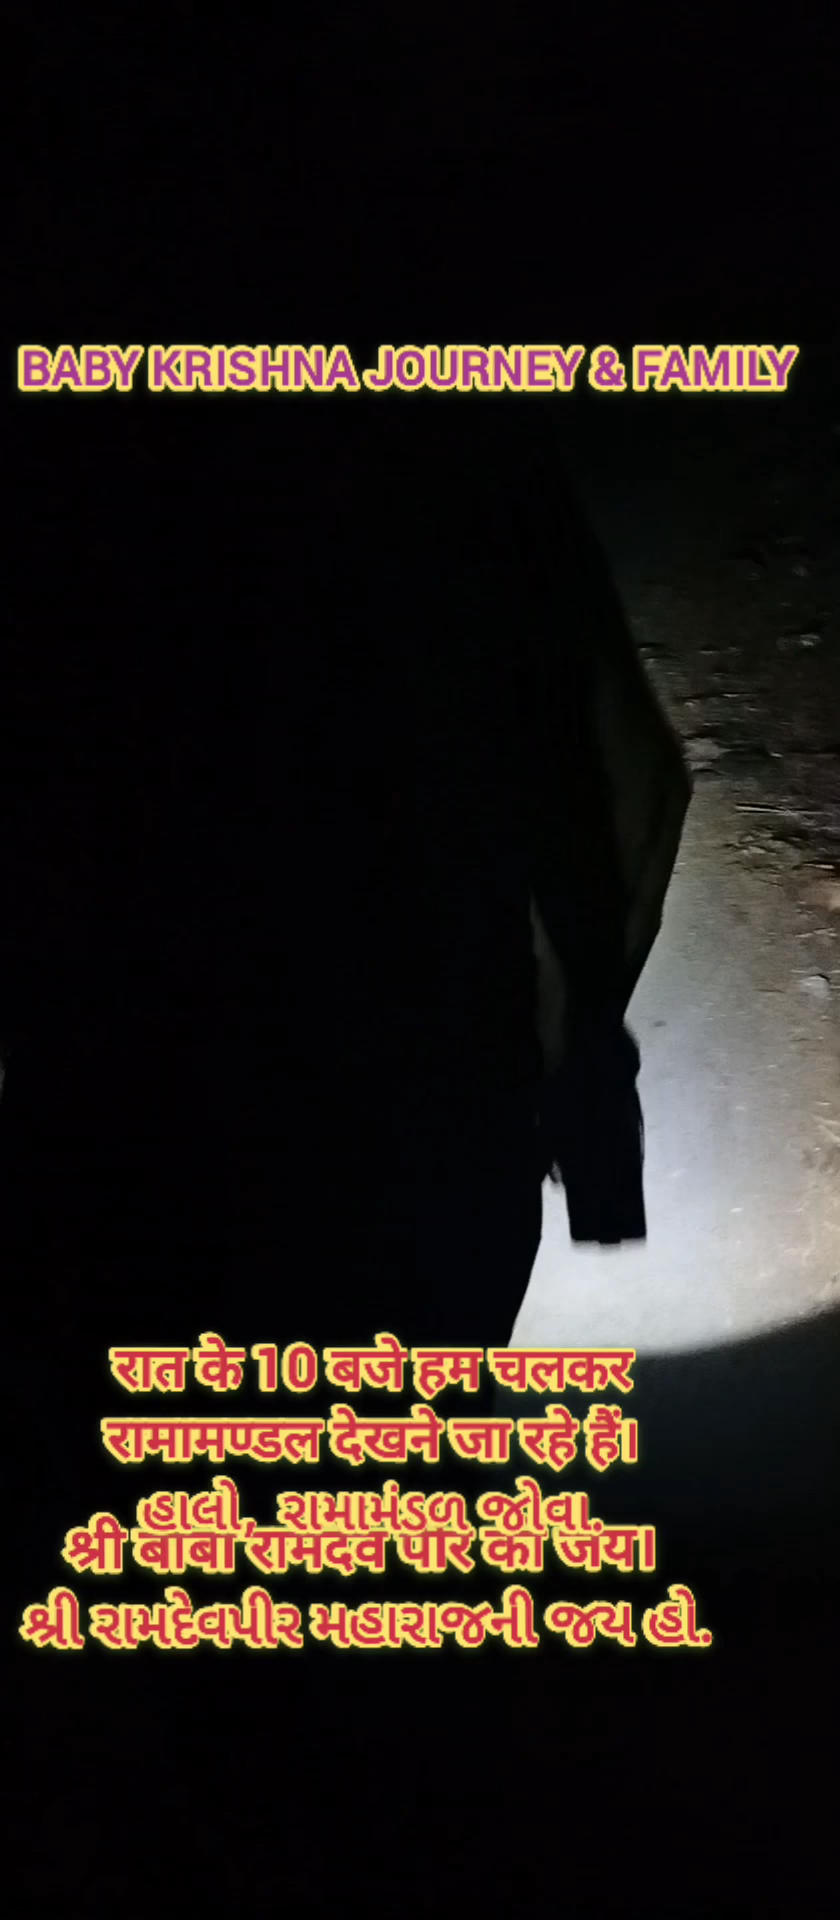 BABY KRISHNA JOURNEY & FAMILY
रात के 10 बजे हम चलकर
रामामण्डल देखने जा रहे हैं।
હાલો, રામામંડળ જોવા.
श्री बाबा रामदेव पीर की जय।
શ્રી રામદેવપીર મહારાજની જય હો.